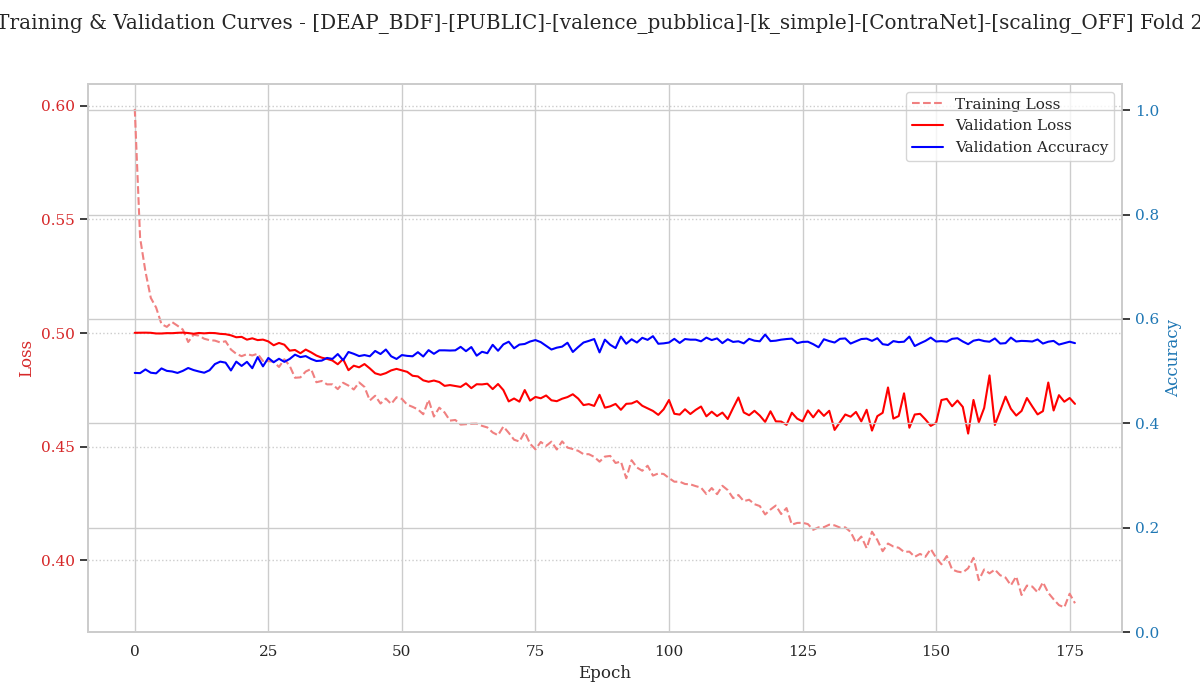 Training & Validation Curves - [DEAP_BDF]-[PUBLIC]-[valence_pubblica]-[k_simple]-[ContraNet]-[scaling_OFF] Fold 2
Training Loss
Validation Loss
Validation Accuracy
Loss
0.60
0.55
0.50
0.45
0.40
1.0
0.8
0.6
0.4
0.2
0.0
Accuracy
0
25
50
75
100
125
150
175
Epoch